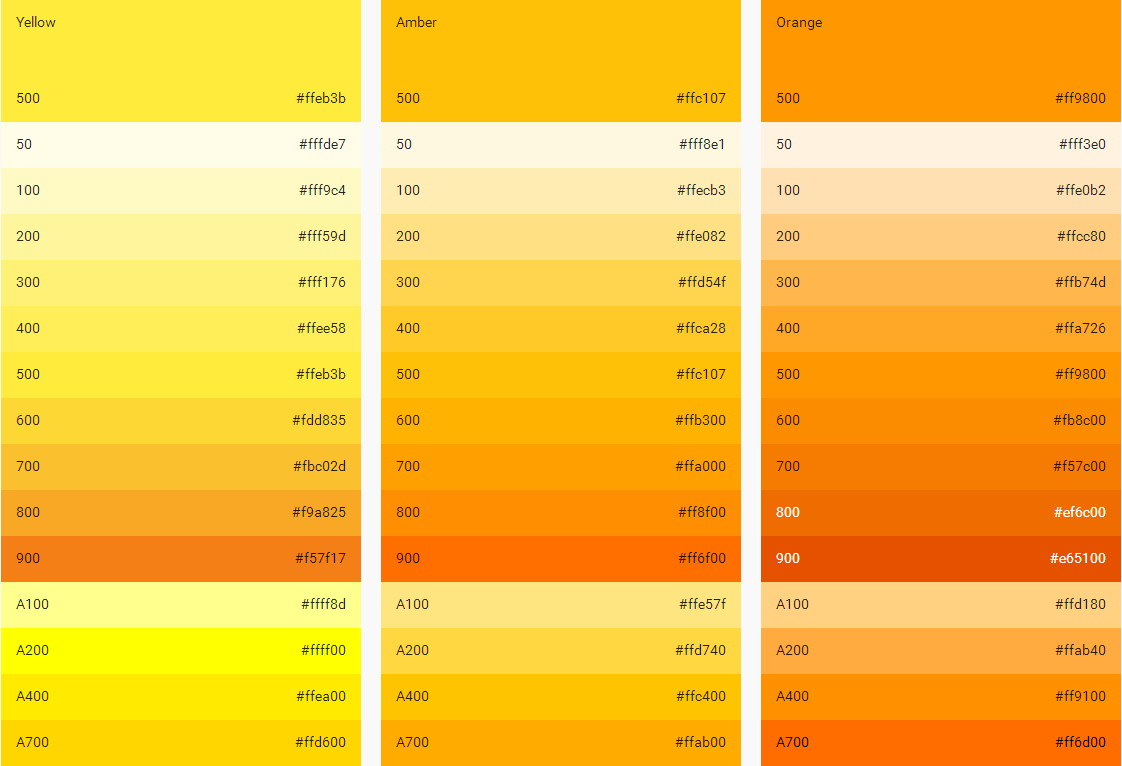 Yellow
500 #ffeb3b
50 #fffde7
100 #fff9c4
200 #fff59d
300 #fff176
400 #ffee58
500 #ffeb3b
600 #fdd835
700 #fbc02d
800 #f9a825
900 #f57f17
A100 #ffff8d
A200 #ffff00
A400 #ffea00
A700 #ffd600
Amber
500 #ffc107
50 #fff8e1
100 #ffecb3
200 #ffe082
300 #ffd54f
400 #ffca28
500 #ffc107
600 #ffb300
700 #ffa000
800 #ff8f00
900 #ff6f00
A100 #ffe57f
A200 #ffd740
A400 #ffc400
A700 #ffab00
Orange
500 #ff9800
50 #fff3e0
100 #ffe0b2
200 #ffcc80
300 #ffb74d
400 #ffa726
500 #ff9800
600 #fb8c00
700 #f57c00
800 #ef6c00
900 #e65100
A100 #ffd180
A200 #ffab40
A400 #ff9100
A700 #ff6d00